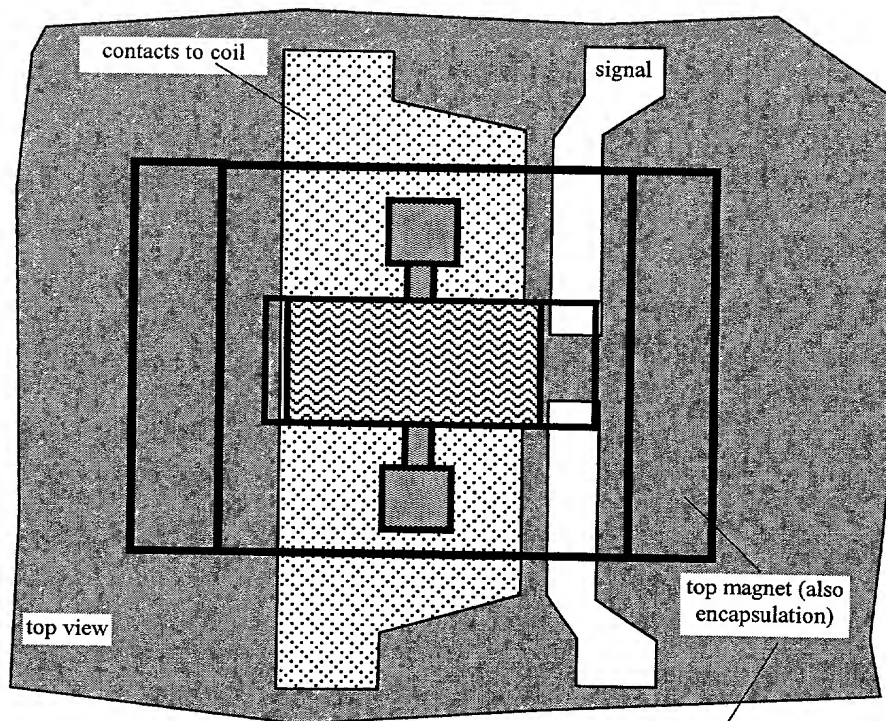 contacts to coil
signal
top magnet (also
encapsulation)
top view